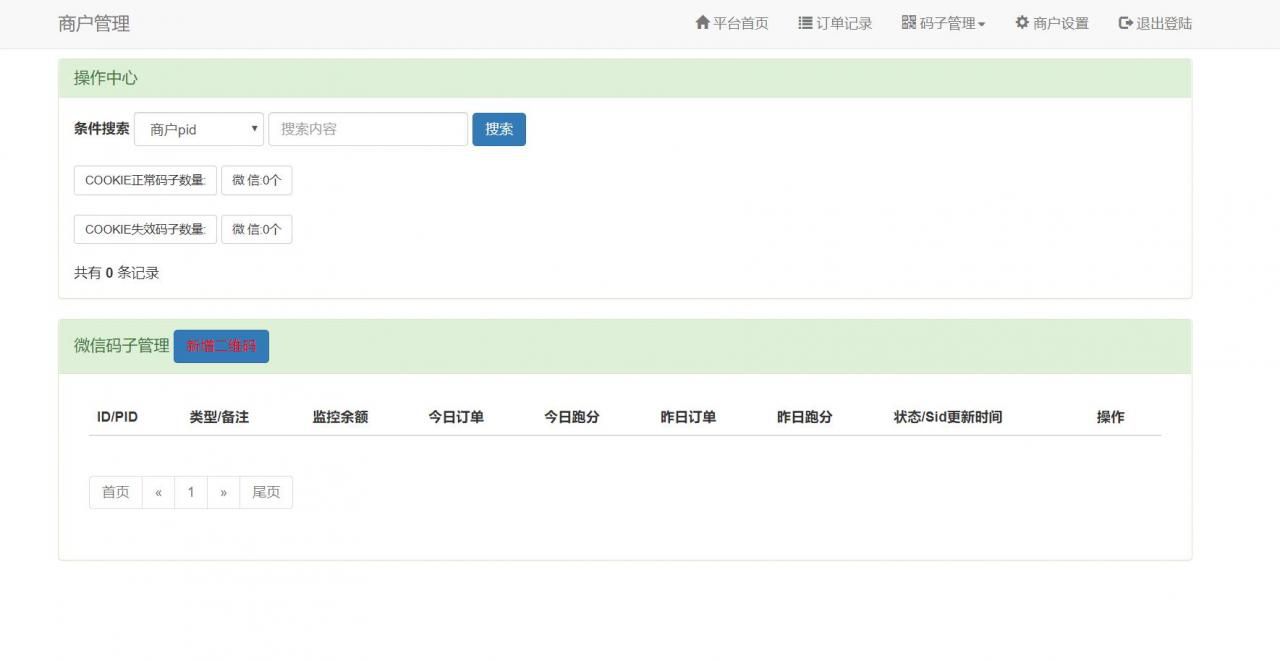 商户管理 平台首页 订单记录 码子管理 商户设置 退出登陆
操作中心
条件搜索 商户pid 搜索内容 搜索
COOKIE正常码子数量: 微 信:0个
COOKIE失效码子数量: 微 信:0个
共有 0 条记录
微信码子管理 新增二维码
ID/PID 类型/备注 监控余额 今日订单 今日跑分 昨日订单 昨日跑分 状态/Sid更新时间 操作
首页 « 1 » 尾页